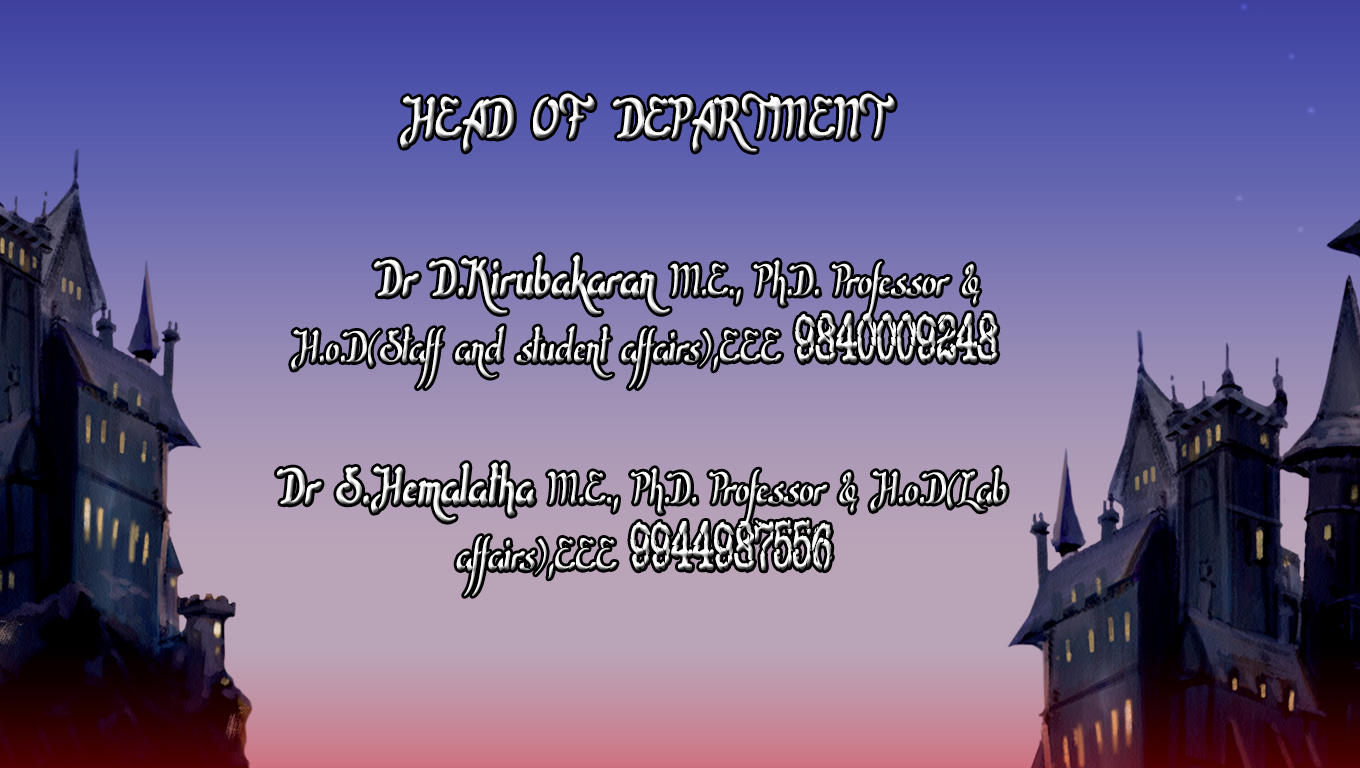 HEAD OF DEPARTMENT
Dr D.Kirubakaran M.E., Ph.D. Professor &
H.o.D(Staff and student affairs),EEE 9840009248
Dr S.Hemalatha M.E., Ph.D. Professor & H.o.D(Lab
affairs),EEE 9944987556